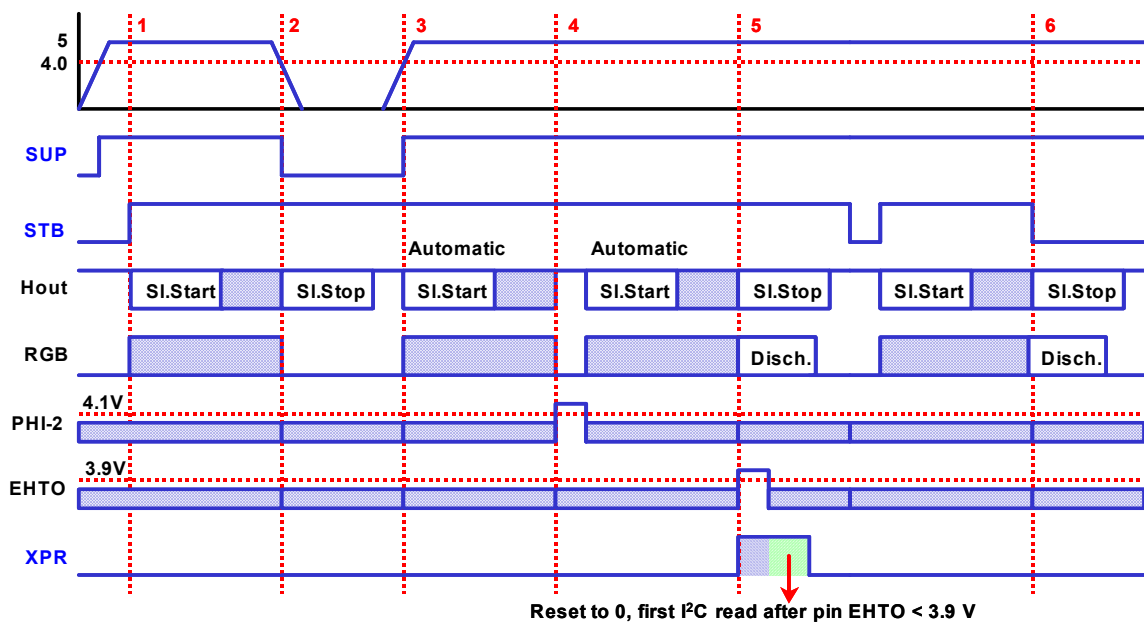 1 2 3 4 5 6
5
4.0
SUP
STB
Automatic Automatic
Hout Sl.Start Sl.Stop Sl.Start Sl.Start Sl.Stop Sl.Start Sl.Stop
RGB Disch. Disch.
4.1V
PHI-2
3.9V
EHTO
XPR
Reset to 0, first I²C read after pin EHTO < 3.9 V